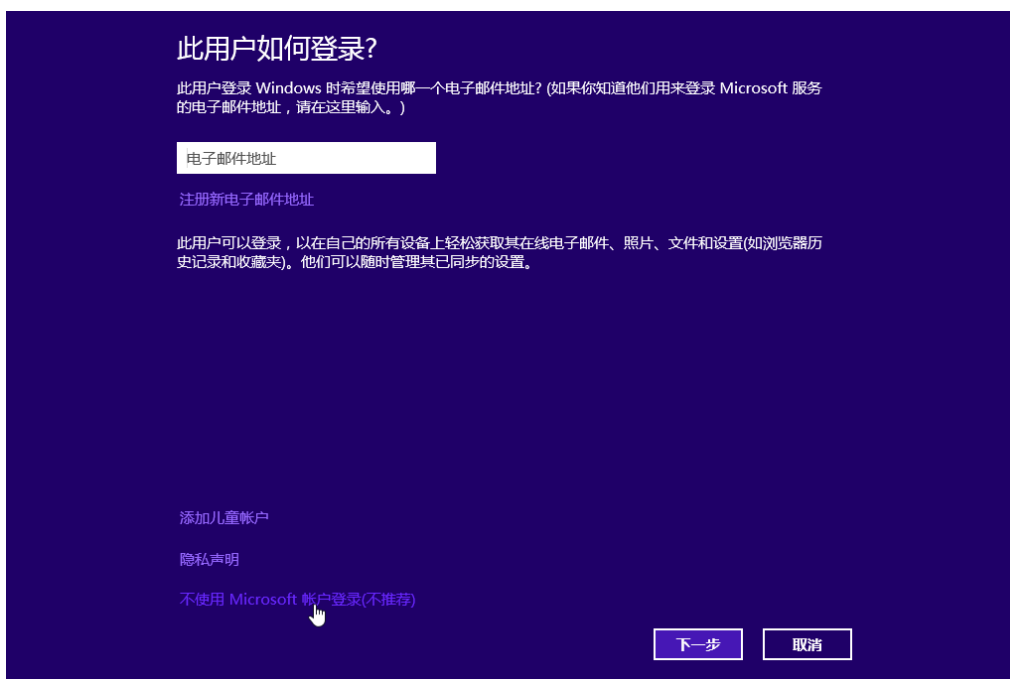 此用户如何登录?
此用户登录 Windows 时希望使用哪一个电子邮件地址? (如果你知道他们用来登录 Microsoft 服务
的电子邮件地址，请在这里输入。)
电子邮件地址
注册新电子邮件地址
此用户可以登录，以在自己的所有设备上轻松获取其在线电子邮件、照片、文件和设置(如浏览器历
史记录和收藏夹)。他们可以随时管理其已同步的设置。
添加儿童帐户
隐私声明
不使用 Microsoft 帐户登录(不推荐)
下一步
取消